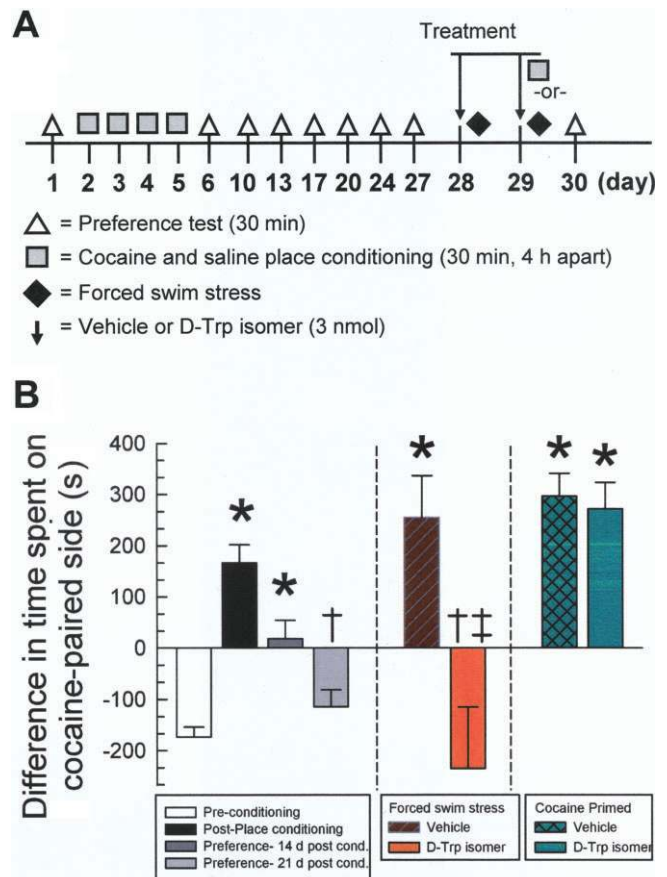 A
Treatment
-or-
1 2 3 4 5 6 10 13 17 20 24 27 28 29 30 (day)
= Preference test (30 min)
= Cocaine and saline place conditioning (30 min, 4 h apart)
= Forced swim stress
= Vehicle or D-Trp isomer (3 nmol)
B
Difference in time spent on
cocaine-paired side (s)
400
300
200
100
0
-100
-200
* * † * †‡ * *
Pre-conditioning
Post-Place conditioning
Preference- 14 d post cond.
Preference- 21 d post cond.
Forced swim stress
Vehicle
D-Trp isomer
Cocaine Primed
Vehicle
D-Trp isomer